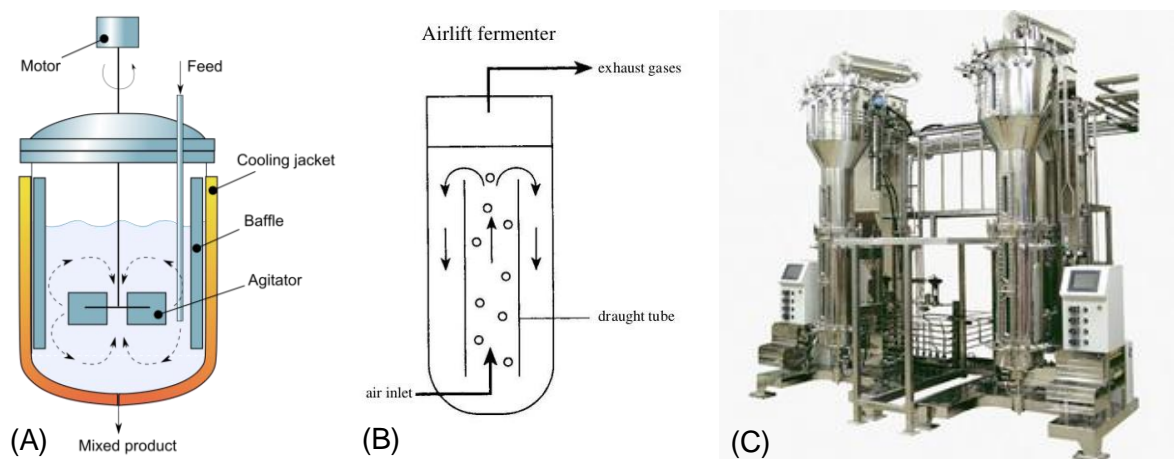 Motor
Feed
Cooling jacket
Baffle
Agitator
Mixed product
(A)
Airlift fermenter
exhaust gases
draught tube
air inlet
(B)
(C)